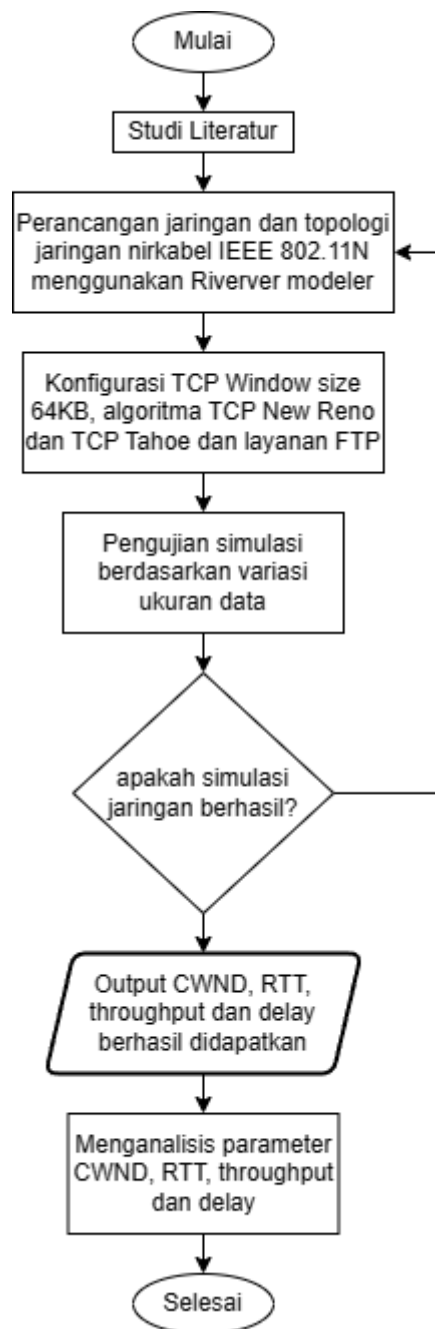 Mulai
Studi Literatur
Perancangan jaringan dan topologi
jaringan nirkabel IEEE 802.11N
menggunakan Riverver modeler
Konfigurasi TCP Window size
64KB, algoritma TCP New Reno
dan TCP Tahoe dan layanan FTP
Pengujian simulasi
berdasarkan variasi
ukuran data
apakah simulasi
jaringan berhasil?
Output CWND, RTT,
throughput dan delay
berhasil didapatkan
Menganalisis parameter
CWND, RTT, throughput
dan delay
Selesai